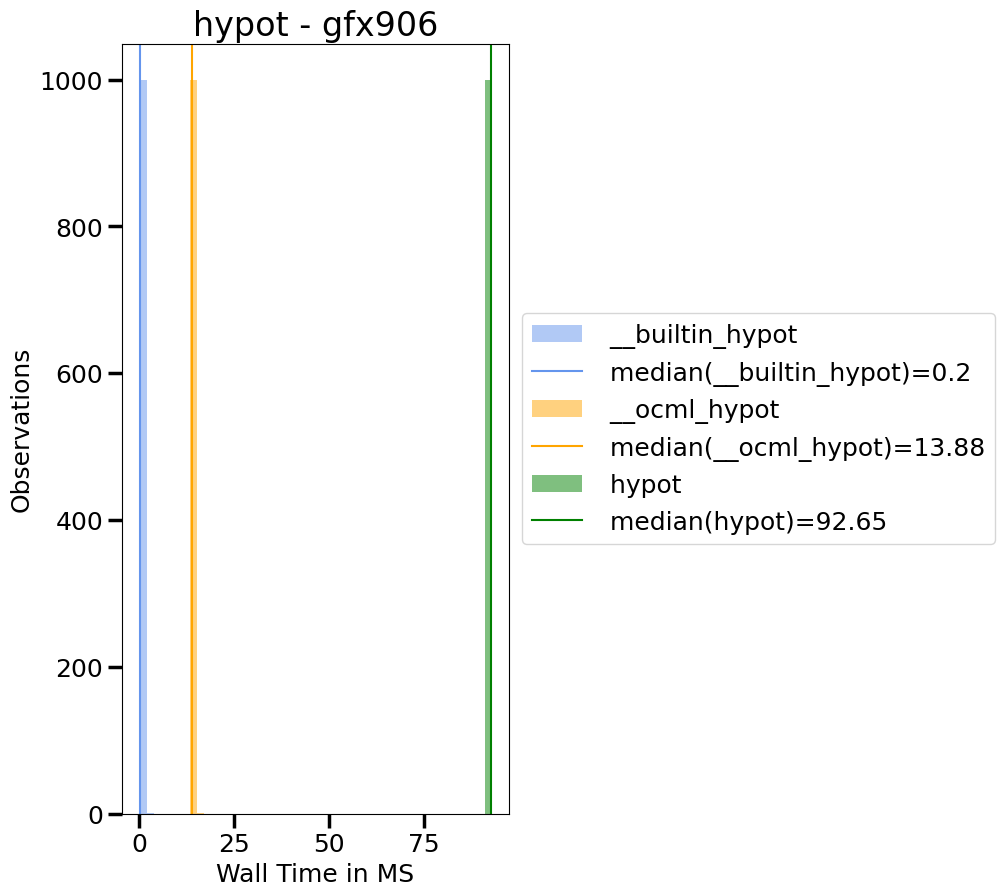 hypot - gfx906
1000
800
600
400
200
0
Observations
0 25 50 75
Wall Time in MS
__builtin_hypot
median(__builtin_hypot)=0.2
__ocml_hypot
median(__ocml_hypot)=13.88
hypot
median(hypot)=92.65